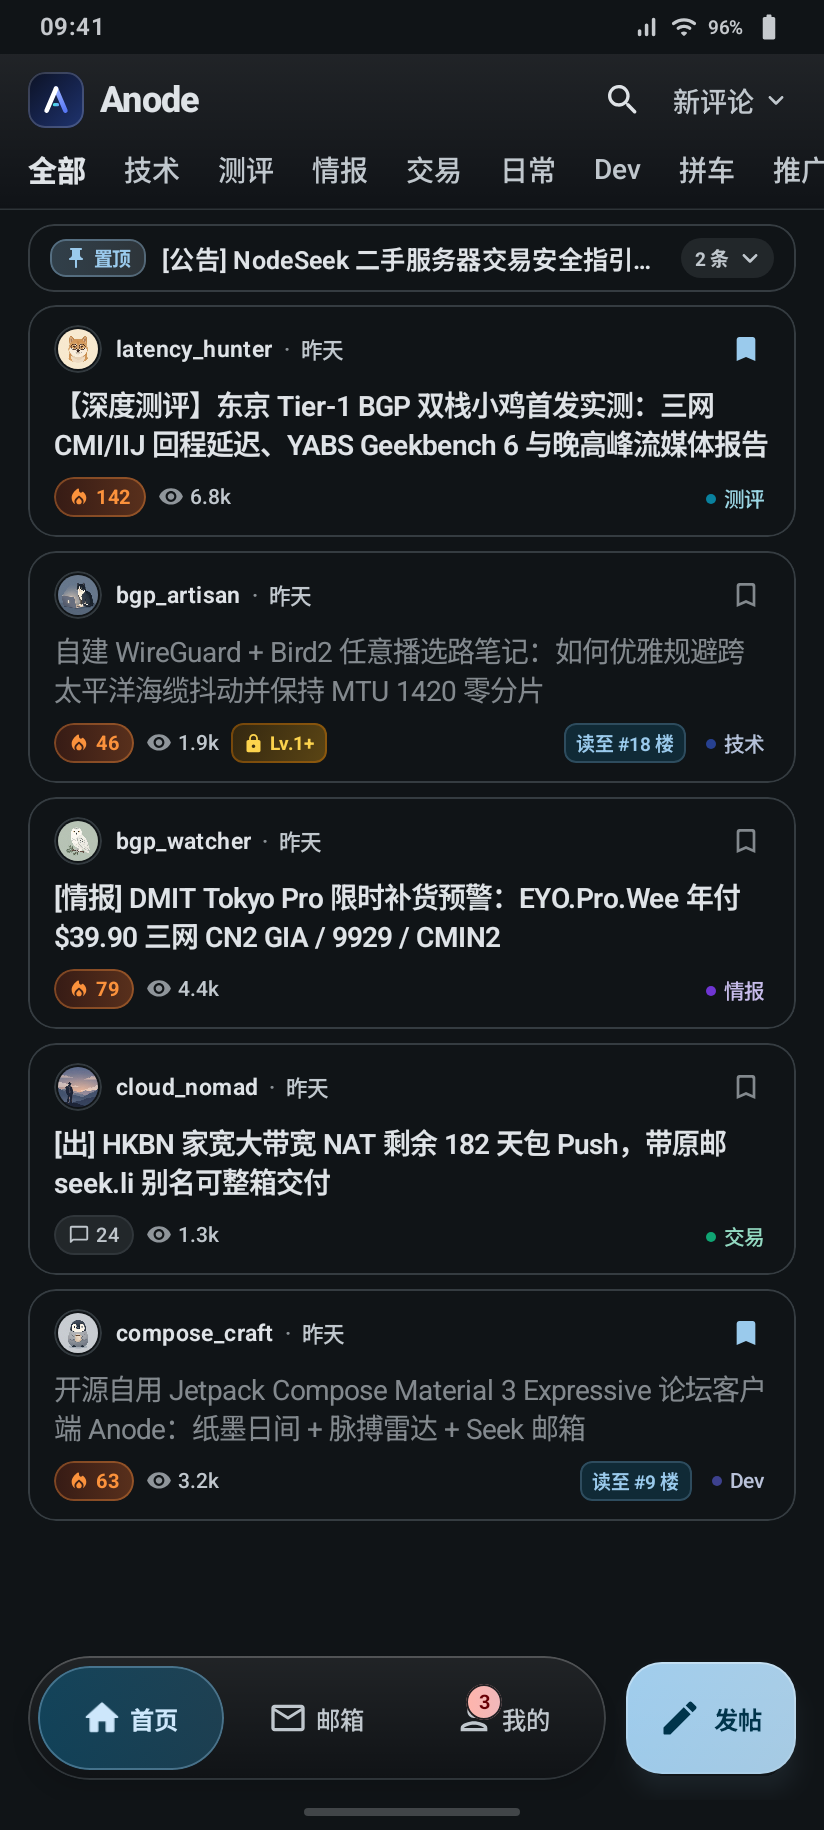 09:41
96%
Anode
新评论
全部 技术 测评 情报 交易 日常 Dev 拼车 推广
置顶 [公告] NodeSeek 二手服务器交易安全指引... 2 条
latency_hunter · 昨天
【深度测评】东京 Tier-1 BGP 双栈小鸡首发实测：三网
CMI/IIJ 回程延迟、YABS Geekbench 6 与晚高峰流媒体报告
142 6.8k 测评
bgp_artisan · 昨天
自建 WireGuard + Bird2 任意播选路笔记：如何优雅规避跨
太平洋海缆抖动并保持 MTU 1420 零分片
46 1.9k Lv.1+ 读至 #18 楼 技术
bgp_watcher · 昨天
[情报] DMIT Tokyo Pro 限时补货预警：EYO.Pro.Wee 年付
$39.90 三网 CN2 GIA / 9929 / CMIN2
79 4.4k 情报
cloud_nomad · 昨天
[出] HKBN 家宽大带宽 NAT 剩余 182 天包 Push，带原邮
seek.li 别名可整箱交付
24 1.3k 交易
compose_craft · 昨天
开源自用 Jetpack Compose Material 3 Expressive 论坛客户
端 Anode：纸墨日间 + 脉搏雷达 + Seek 邮箱
63 3.2k 读至 #9 楼 Dev
首页 邮箱 3 我的 发帖